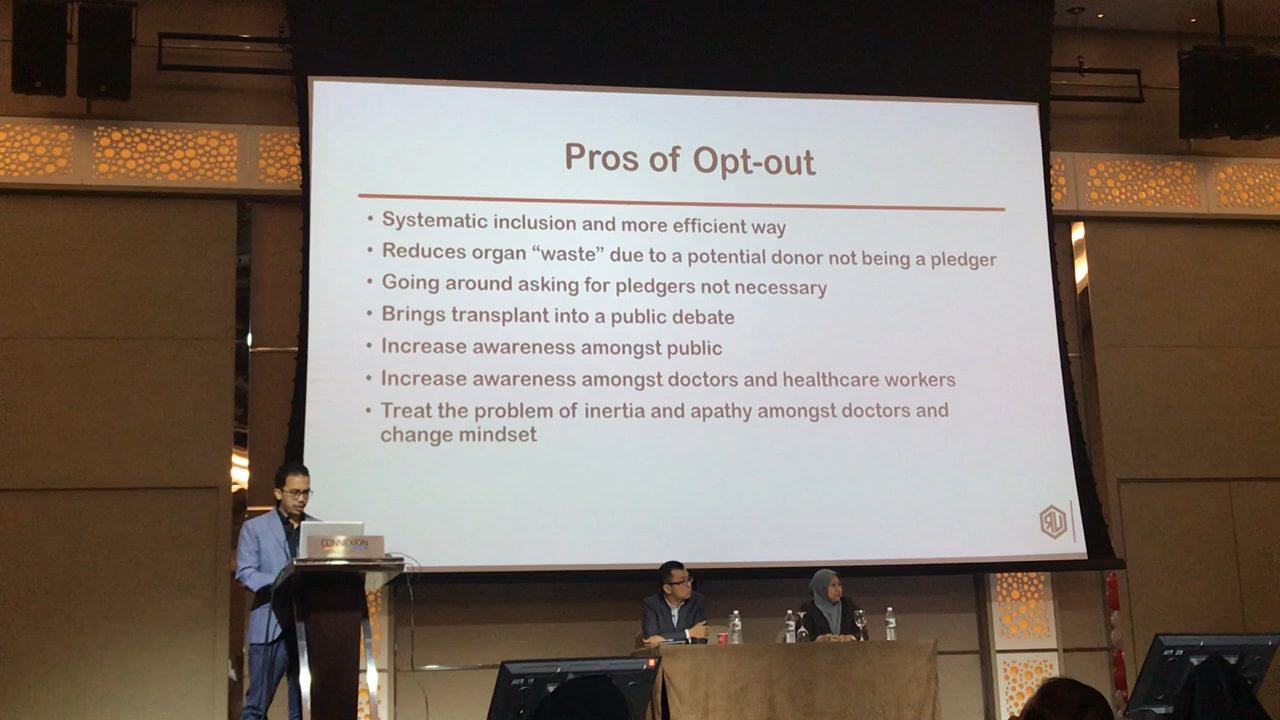 Pros of Opt-out
• Systematic inclusion and more efficient way
• Reduces organ “waste” due to a potential donor not being a pledger
• Going around asking for pledgers not necessary
• Brings transplant into a public debate
• Increase awareness amongst public
• Increase awareness amongst doctors and healthcare workers
• Treat the problem of inertia and apathy amongst doctors and
change mindset
CONNEXION